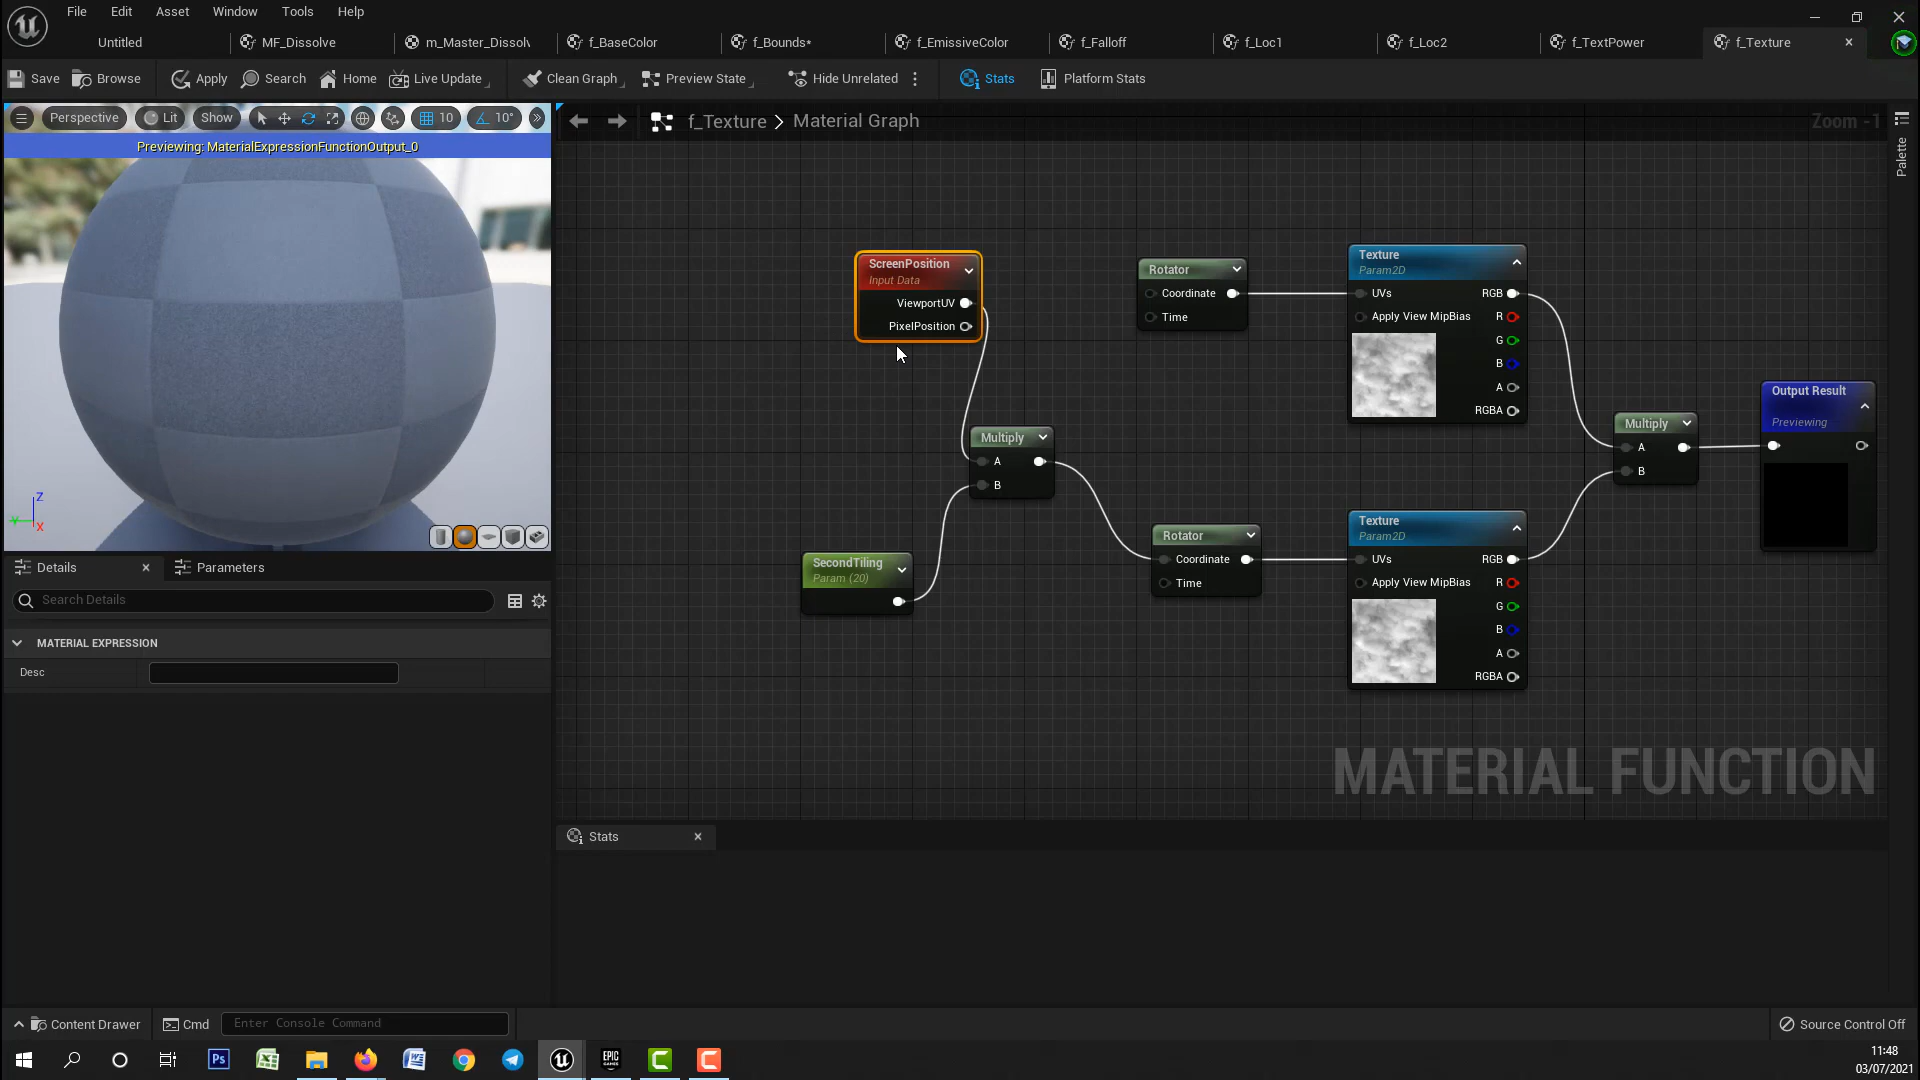 File Edit Asset Window Tools Help
Untitled MF_Dissolve m_Master_Dissolv f_BaseColor f_Bounds* f_EmissiveColor f_Falloff f_Loc1 f_Loc2 f_TextPower f_Texture
Save Browse Apply Search Home Live Update Clean Graph Preview State Hide Unrelated Stats Platform Stats
Perspective Lit Show 10 10°
f_Texture > Material Graph
Zoom -1
Palette
Previewing: MaterialExpressionFunctionOutput_0
Z
Y
X
ScreenPosition
Input Data
ViewportUV
PixelPosition
Rotator
Coordinate
Time
Texture
Param2D
UVs RGB
Apply View MipBias R
G
B
A
RGBA
Multiply
A
B
SecondTiling
Param (20)
Rotator
Coordinate
Time
Texture
Param2D
UVs RGB
Apply View MipBias R
G
B
A
RGBA
Multiply
A
B
Output Result
Previewing
MATERIAL FUNCTION
Details Parameters
Search Details
MATERIAL EXPRESSION
Desc
Stats
Content Drawer Cmd Enter Console Command Source Control Off
Ps
EPIC
GAMES
11:48
03/07/2021